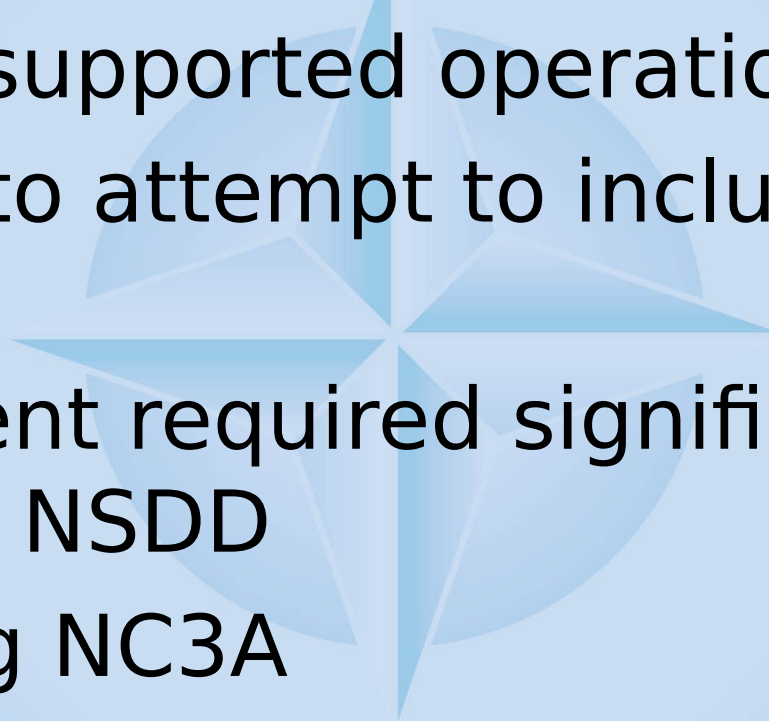 supported operatio
to attempt to inclu
ent required signifi
NSDD
g NC3A